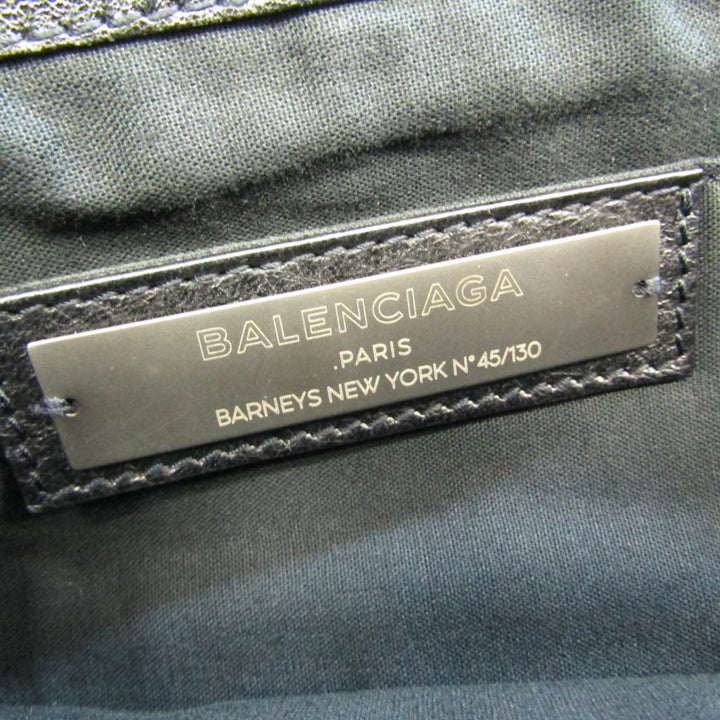 BALENCIAGA
.PARIS
BARNEYS NEW YORK N° 45/130